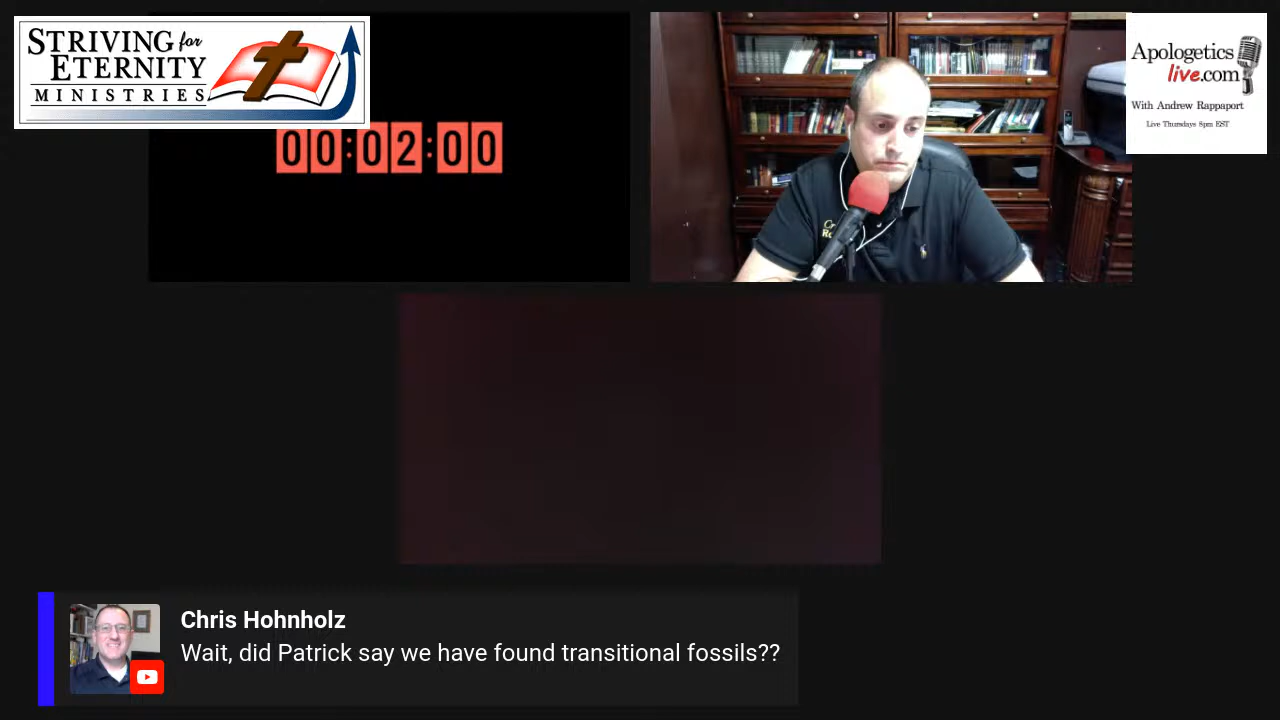 STRIVING for
ETERNITY
MINISTRIES
00:02:00
Apologetics
live.com
With Andrew Rappaport
Live Thursdays 8pm EST
Chris Hohnholz
Wait, did Patrick say we have found transitional fossils??